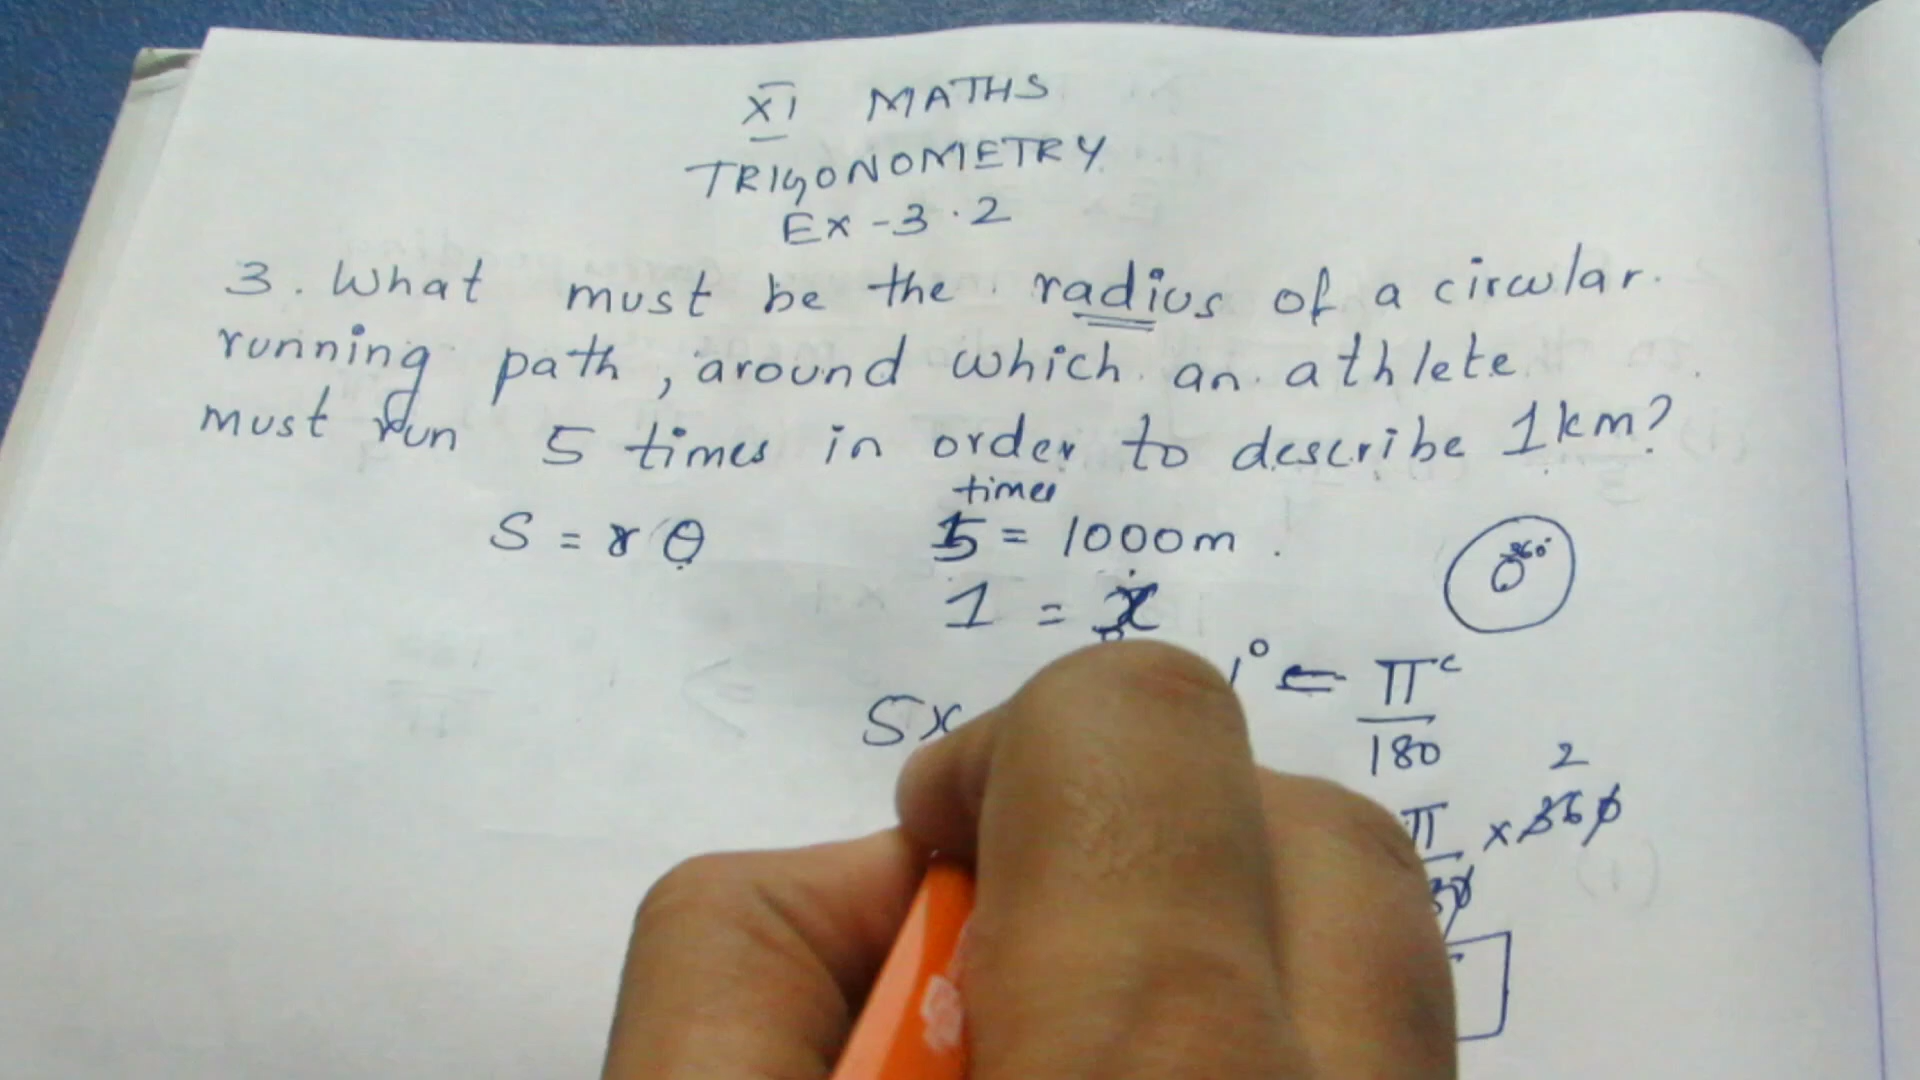 XI MATHS
TRIGONOMETRY
Ex - 3.2
3. What must be the radius of a circular.
running path, around which an athlete
must run 5 times in order to describe 1km?
times
S = r θ 5 = 1000m.
360°
1 = x
1° = π c
180
5x
2
π x 360